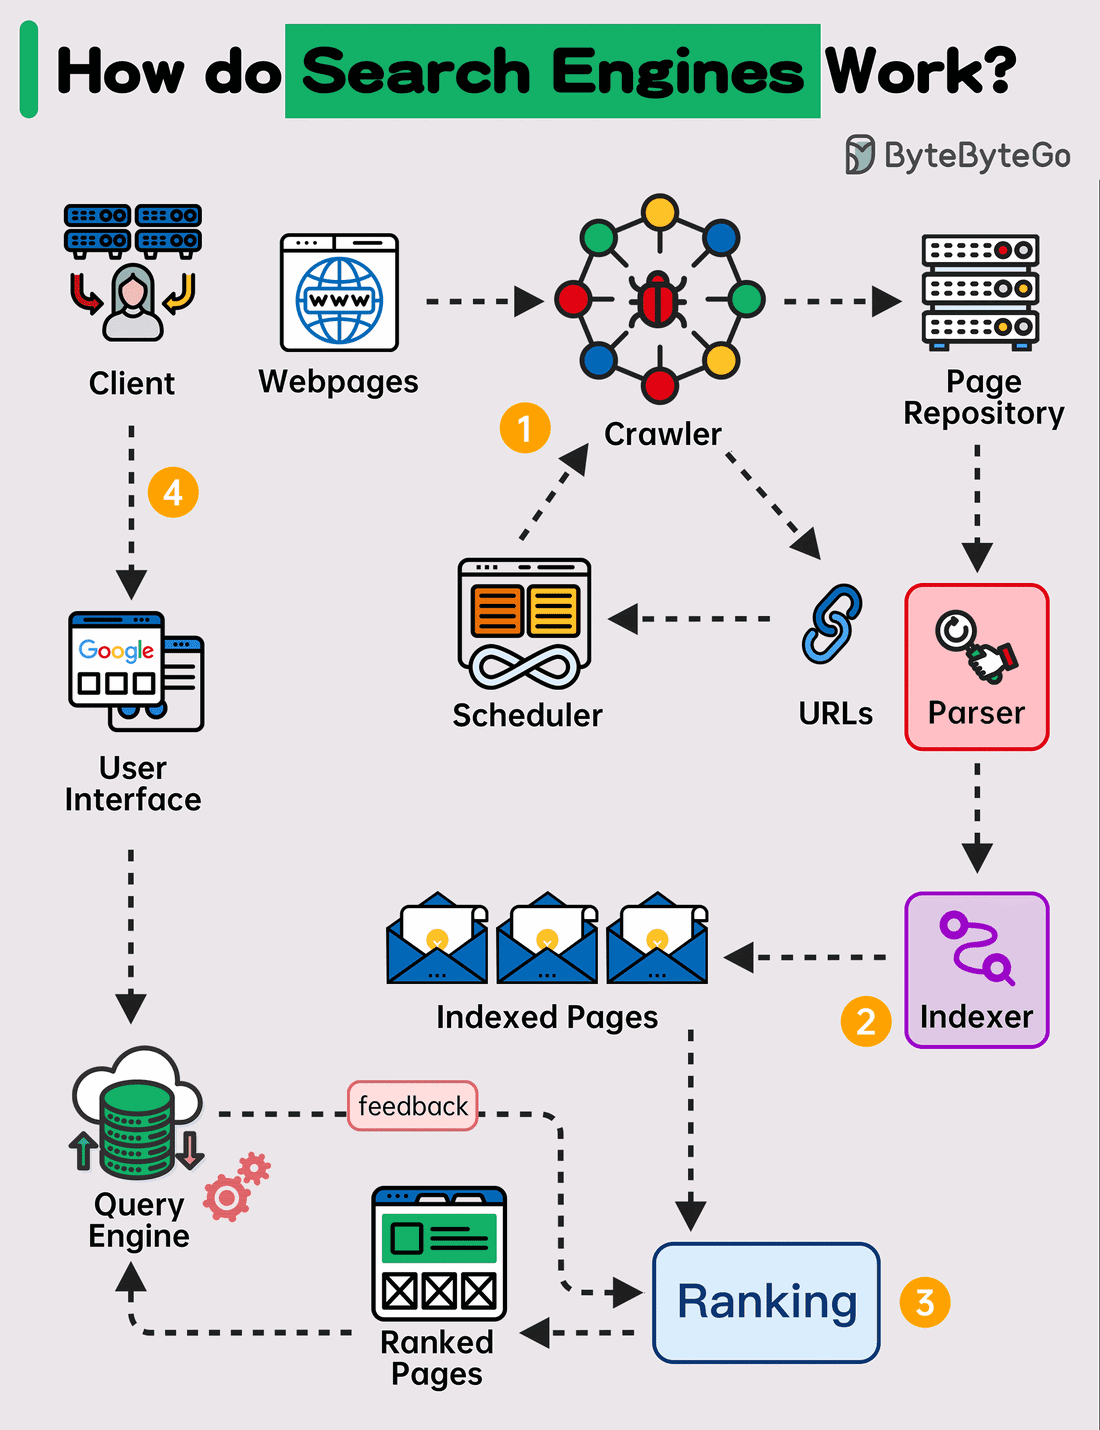 How do Search Engines Work?
ByteByteGo
Client
Webpages
www
Crawler
Page
Repository
1
4
Google
User
Interface
Scheduler
URLs
Parser
Indexed Pages
2
Indexer
feedback
Query
Engine
Ranked
Pages
Ranking
3